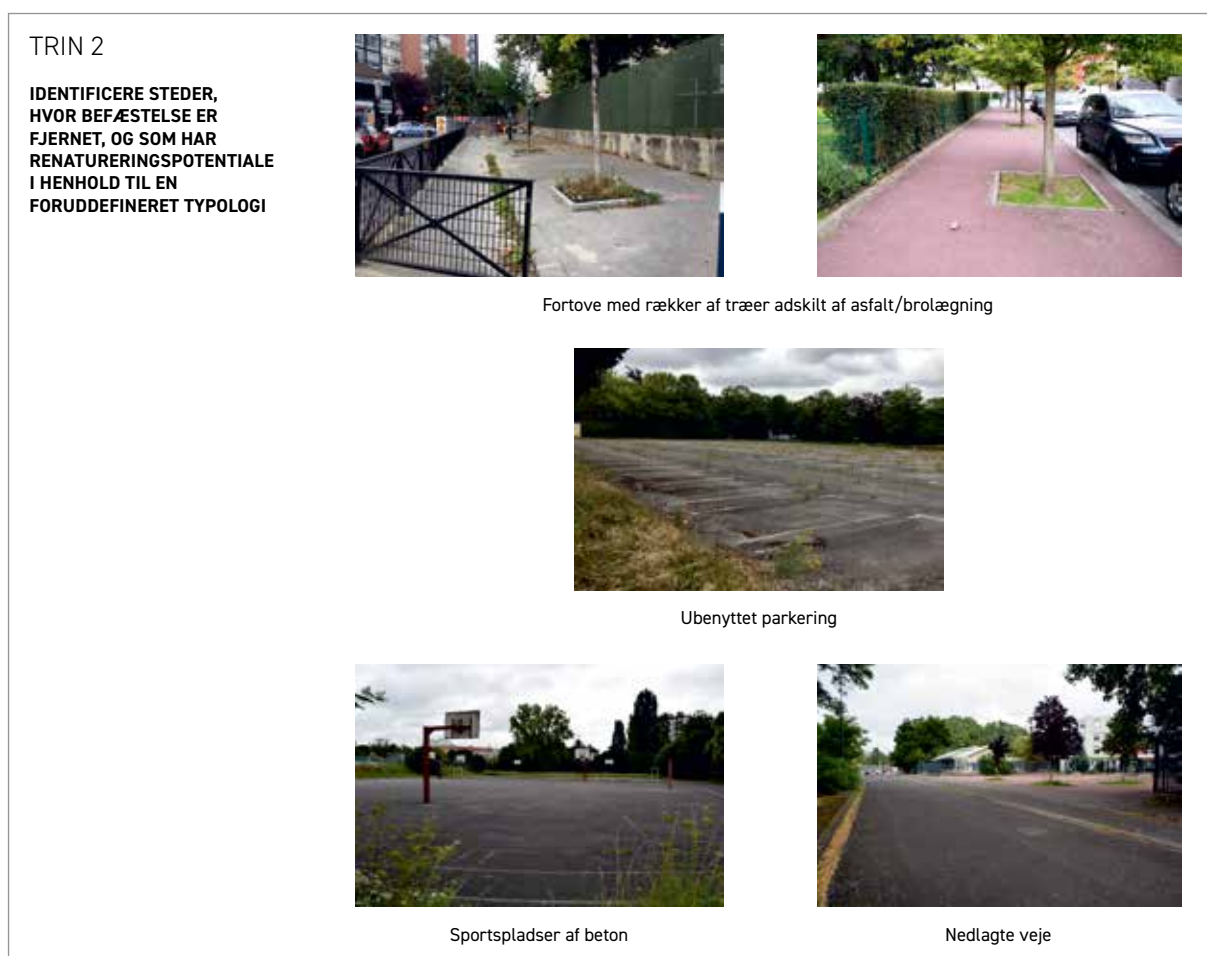 TRIN 2
IDENTIFICERE STEDER,
HVOR BEFÆSTELSE ER
FJERNET, OG SOM HAR
RENATURERINGSPOTENTIALE
I HENHOLD TIL EN
FORUDDEFINERET TYPOLOGI
Fortove med rækker af træer adskilt af asfalt/brolægning
Ubenyttet parkering
Sportspladser af beton
Nedlagte veje